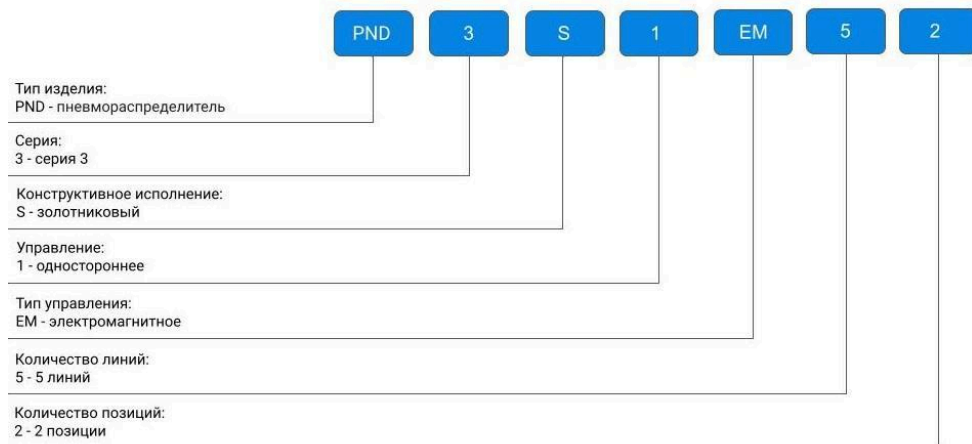 PND 3 S 1 EM 5 2
Тип изделия:
PND - пневмораспределитель
Серия:
3 - серия 3
Конструктивное исполнение:
S - золотниковый
Управление:
1 - одностороннее
Тип управления:
EM - электромагнитное
Количество линий:
5 - 5 линий
Количество позиций:
2 - 2 позиции